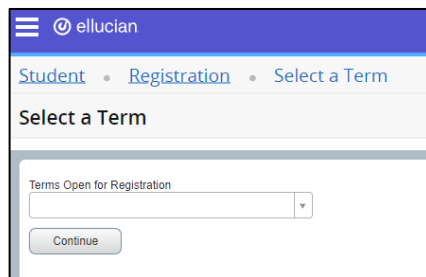 ellucian
Student • Registration • Select a Term
Select a Term
Terms Open for Registration
Continue